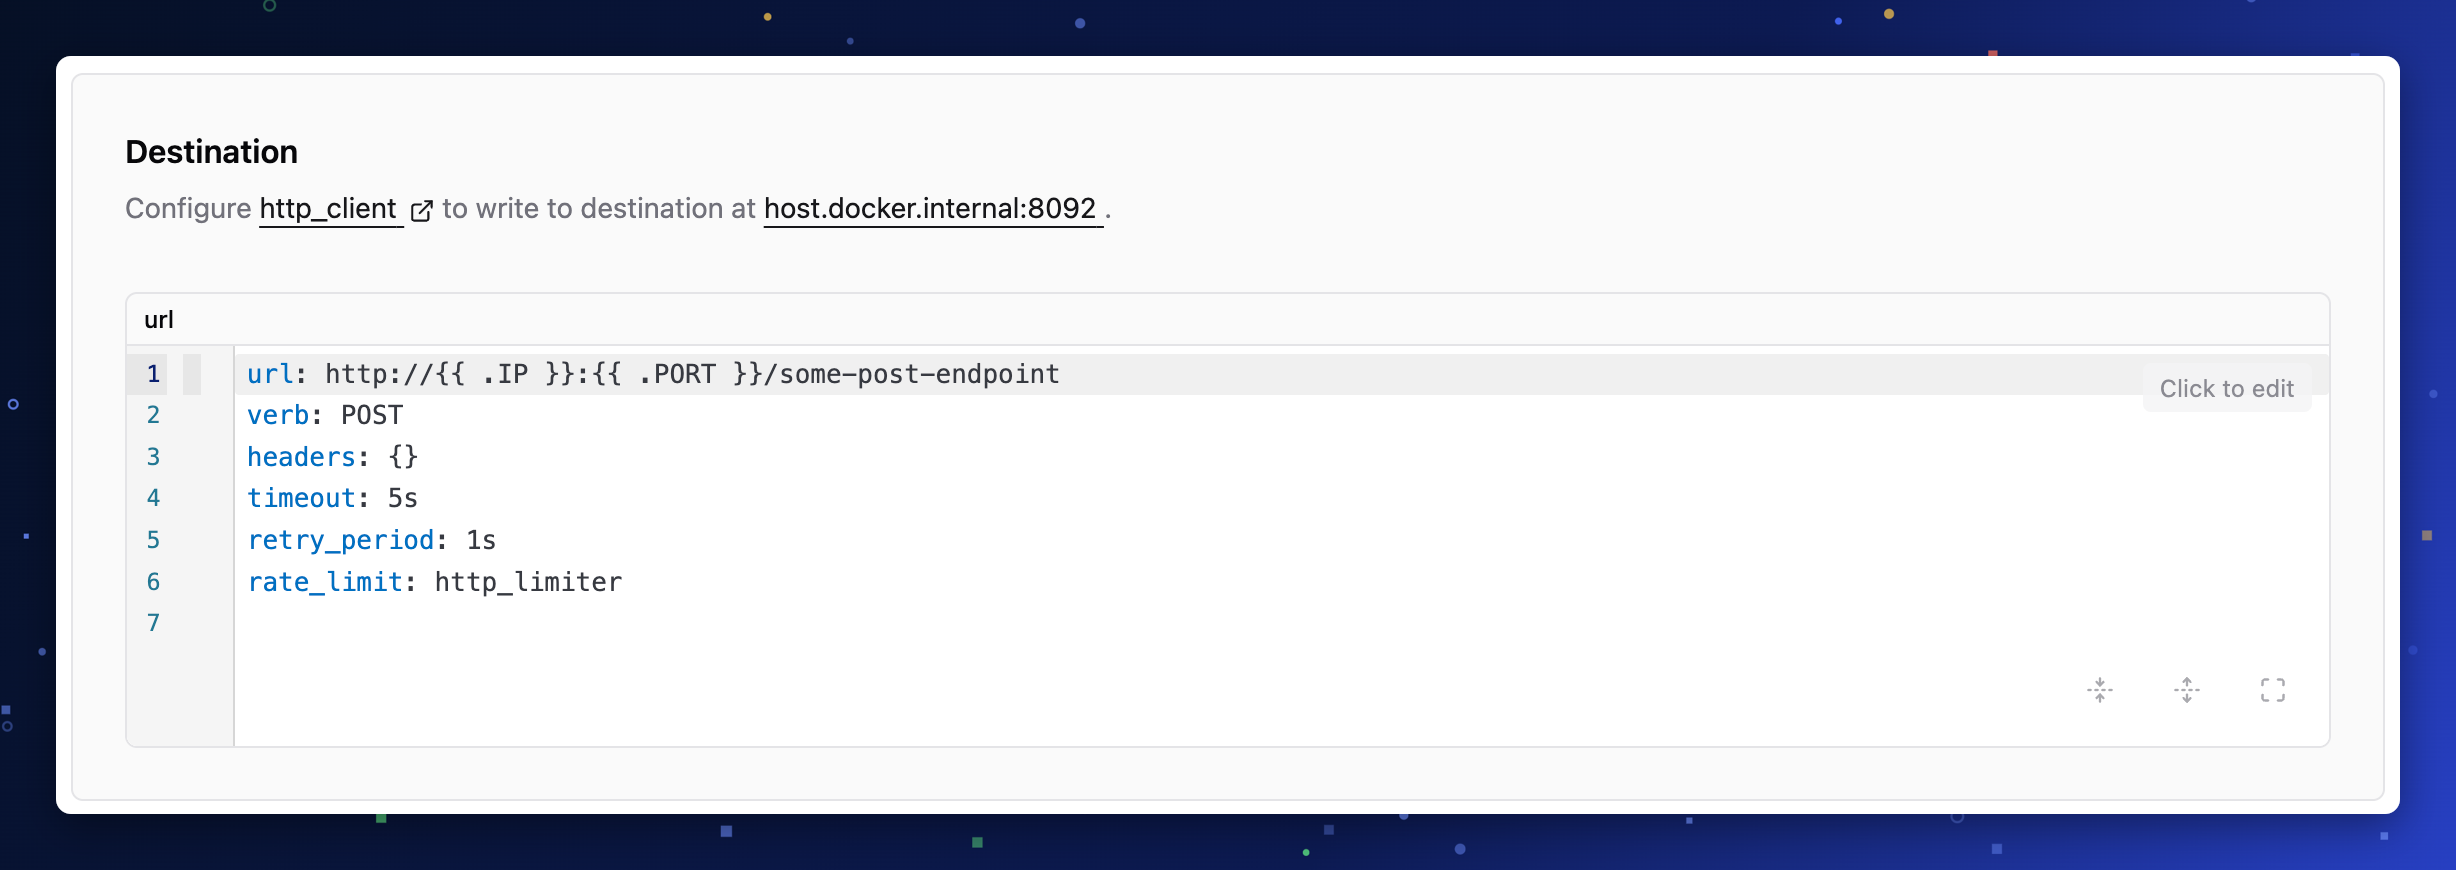 Destination
Configure http_client to write to destination at host.docker.internal:8092 .
url
1 url: http://{{ .IP }}:{{ .PORT }}/some-post-endpoint
Click to edit
2 verb: POST
3 headers: {}
4 timeout: 5s
5 retry_period: 1s
6 rate_limit: http_limiter
7